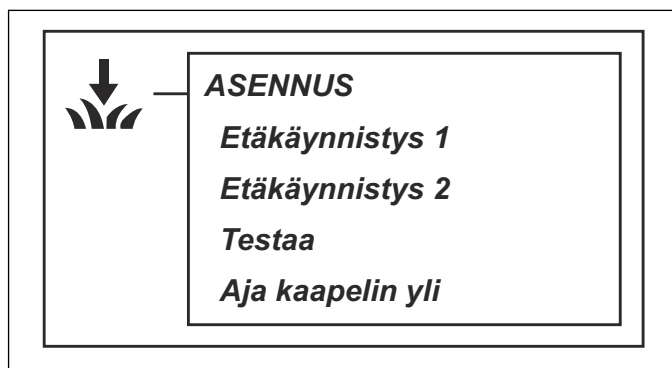 ASENNUS
Etäkäynnistys 1
Etäkäynnistys 2
Testaa
Aja kaapelin yli